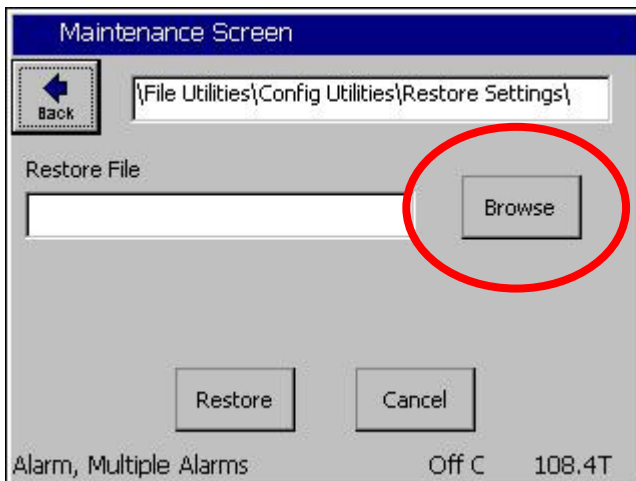 Maintenance Screen
Back
\File Utilities\Config Utilities\Restore Settings\
Restore File
Browse
Restore Cancel
Alarm, Multiple Alarms Off C 108.4T